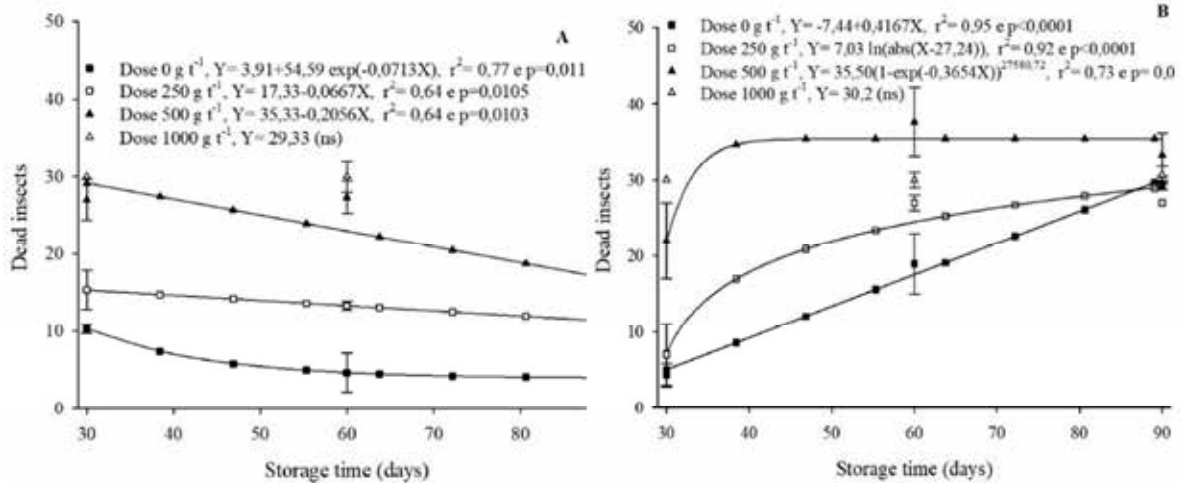 A
Dose 0 g t⁻¹, Y= 3,91+54,59 exp(-0,0713X), r²= 0,77 e p=0,011
Dose 250 g t⁻¹, Y= 17,33-0,0667X, r²= 0,64 e p=0,0105
Dose 500 g t⁻¹, Y= 35,33-0,2056X, r²= 0,64 e p=0,0103
Dose 1000 g t⁻¹, Y= 29,33 (ns)
Dead insects
50
40
30
20
10
0
30 40 50 60 70 80
Storage time (days)
B
Dose 0 g t⁻¹, Y= -7,44+0,4167X, r²= 0,95 e p<0,0001
Dose 250 g t⁻¹, Y= 7,03 ln(abs(X-27,24)), r²= 0,92 e p<0,0001
Dose 500 g t⁻¹, Y= 35,50(1-exp(-0,3654X))²⁷⁵⁸⁰,⁷², r²= 0,73 e p= 0,0
Dose 1000 g t⁻¹, Y= 30,2 (ns)
Dead insects
50
40
30
20
10
0
30 40 50 60 70 80 90
Storage time (days)